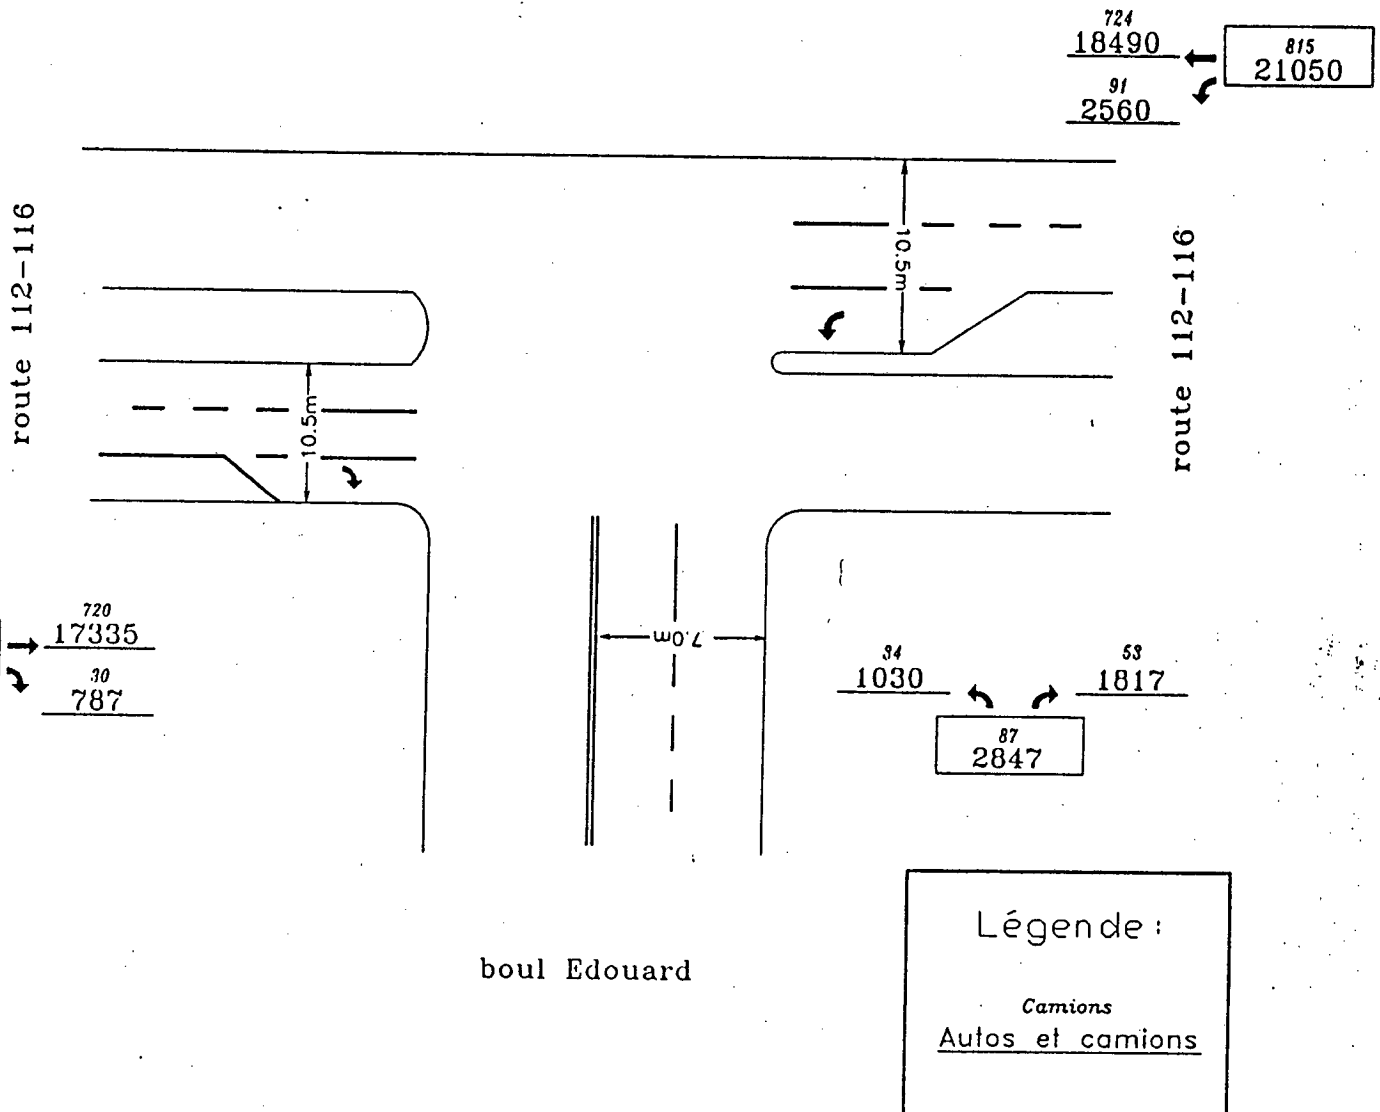 724
18490
815
21050
91
2560
route 112-116
10.5m
route 112-116
10.5m
720
17335
30
787
7.0m
34
1030
53
1817
87
2847
boul Edouard
Légende :
Camions
Autos et camions